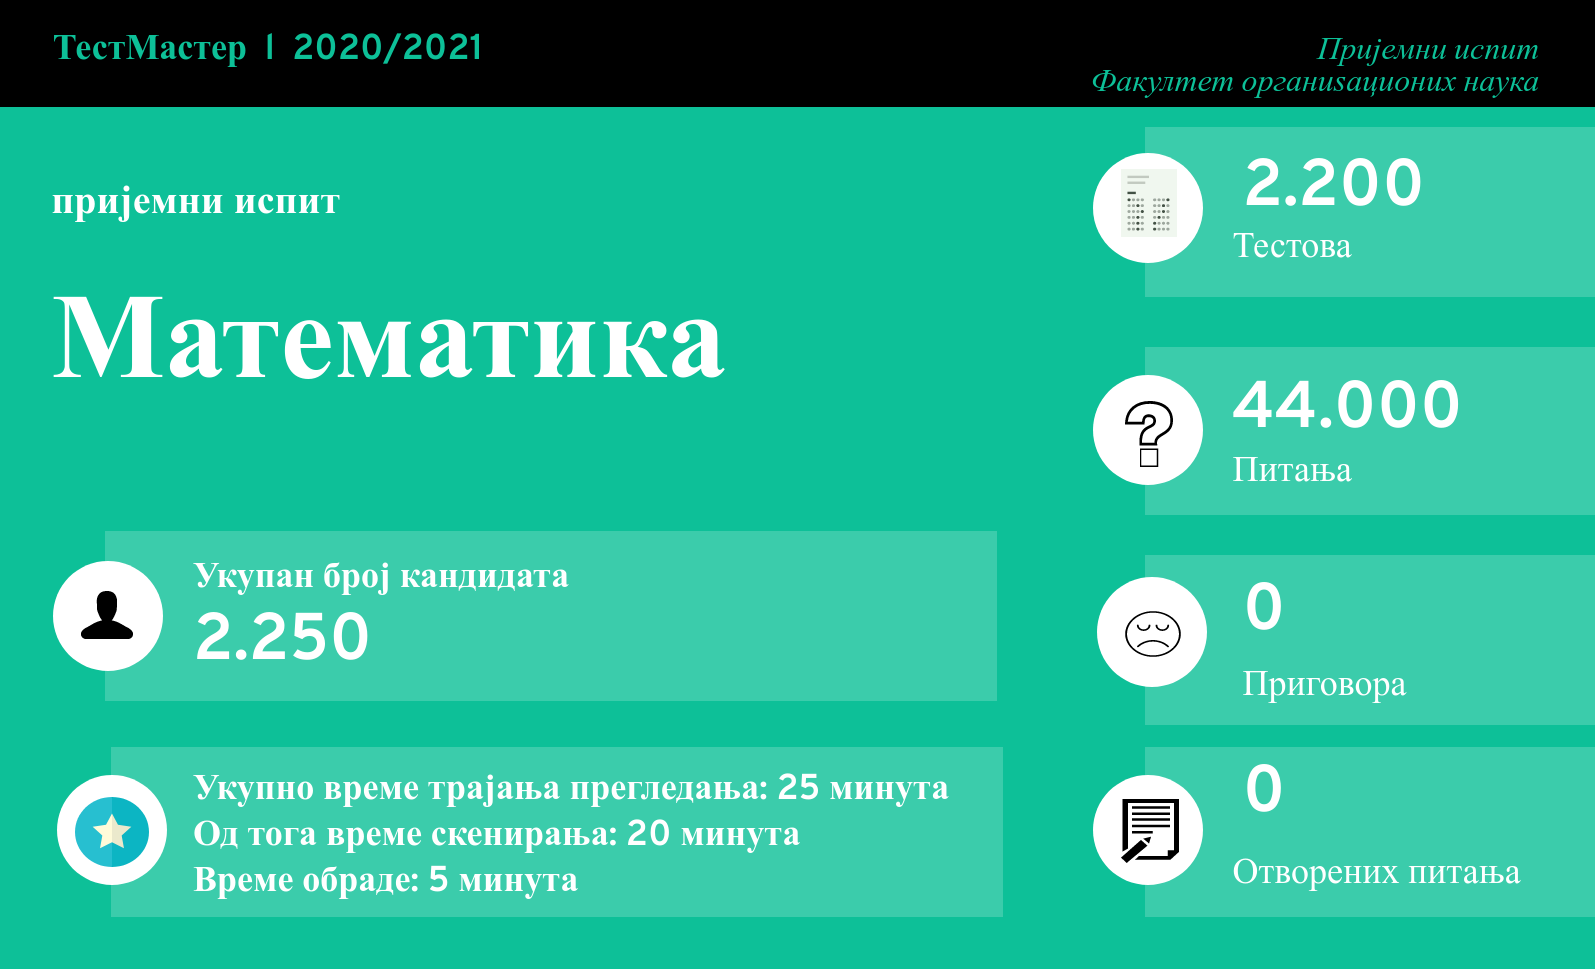 ТестМастер | 2020/2021
Пријемни испит
Факултет организационих наука
пријемни испит
Математика
Укупан број кандидата
2.250
Укупно време трајања прегледања: 25 минута
Од тога време скенирања: 20 минута
Време обраде: 5 минута
2.200
Тестова
44.000
Питања
0
Приговора
0
Отворених питања